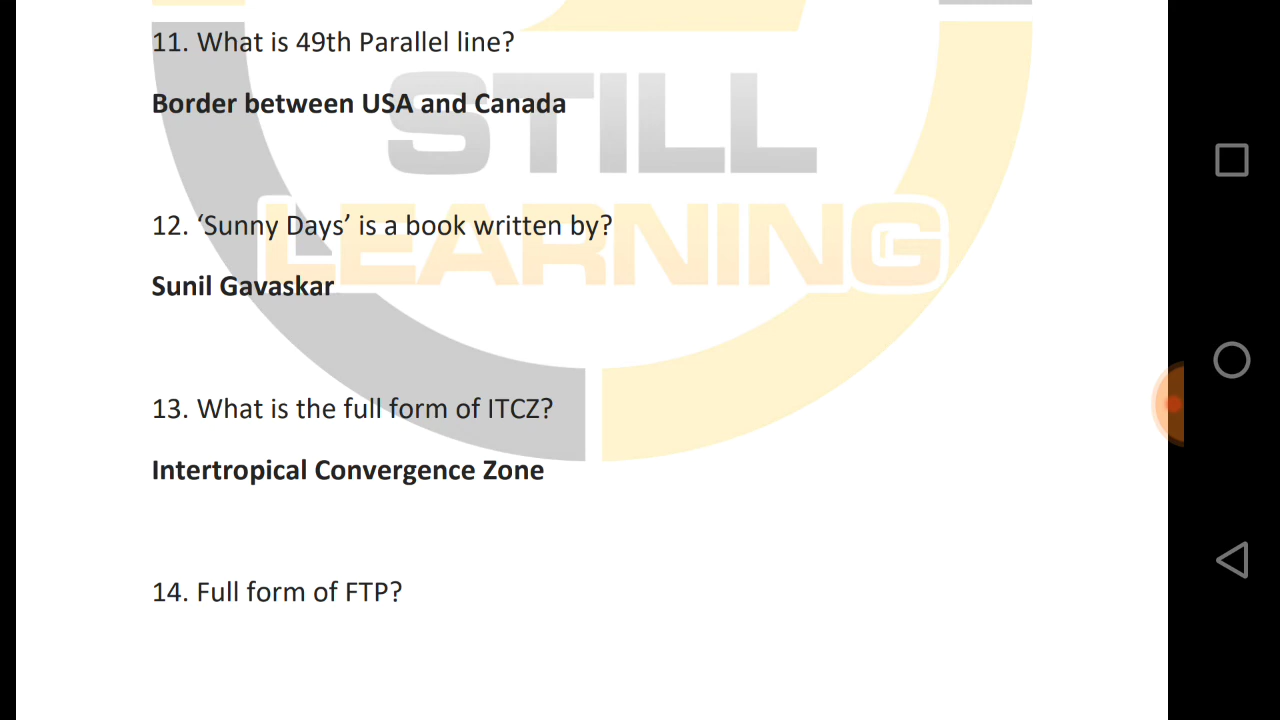 11. What is 49th Parallel line?
Border between USA and Canada
STILL
12. ‘Sunny Days’ is a book written by?
LEARNING
Sunil Gavaskar
13. What is the full form of ITCZ?
Intertropical Convergence Zone
14. Full form of FTP?